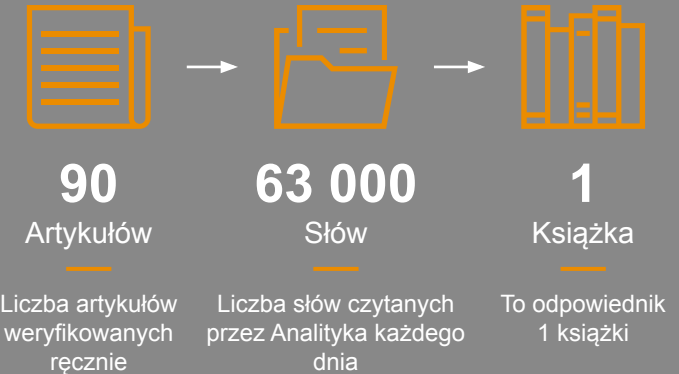 90
Artykułów
Liczba artykułów
weryfikowanych
ręcznie
63 000
Słów
Liczba słów czytanych
przez Analityka każdego
dnia
1
Książka
To odpowiednik
1 książki